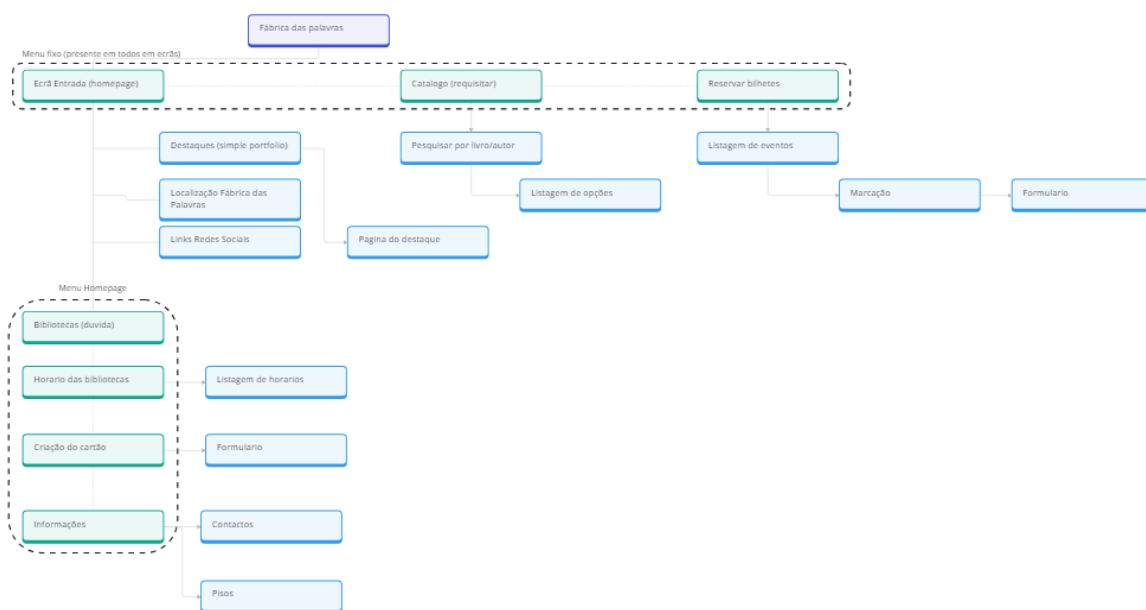 Fábrica das palavras
Menu fixo (presente em todos em ecrãs)
Ecrã Entrada (homepage)
Catalogo (requisitar)
Reservar bilhetes
Destaques (simple portfolio)
Pesquisar por livro/autor
Listagem de eventos
Localização Fábrica das
Palavras
Listagem de opções
Marcação
Formulario
Links Redes Sociais
Pagina do destaque
Menu Homepage
Bibliotecas (duvida)
Horario das bibliotecas
Listagem de horarios
Criação do cartão
Formulario
Informações
Contactos
Pisos